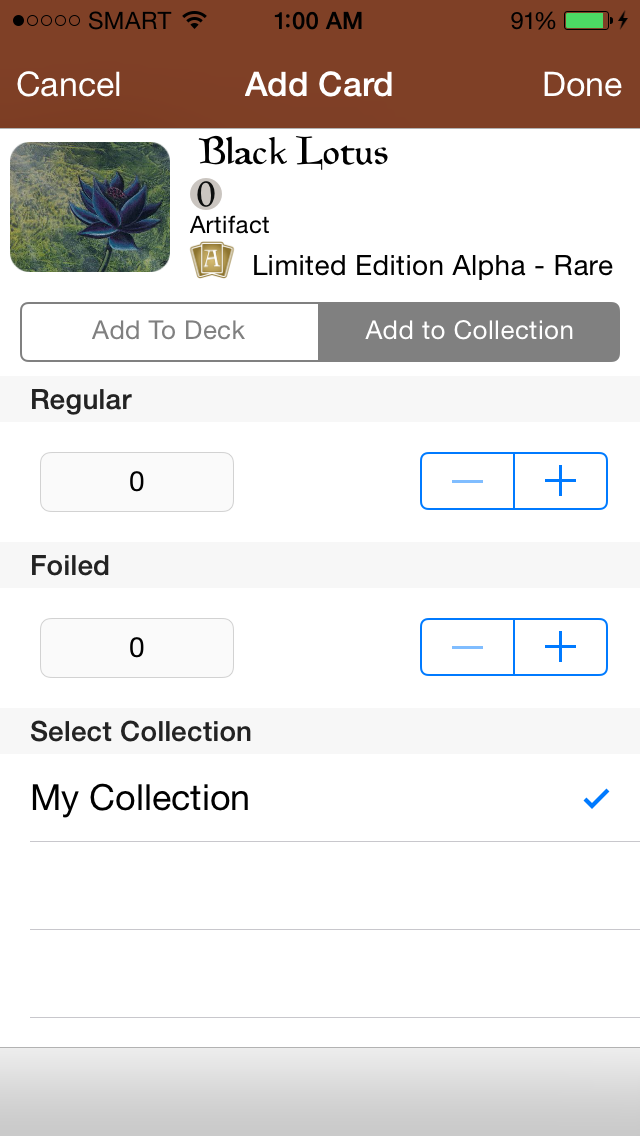 SMART 1:00 AM 91%
Cancel Add Card Done
Black Lotus
0
Artifact
A Limited Edition Alpha - Rare
Add To Deck Add to Collection
Regular
0 — +
Foiled
0 — +
Select Collection
My Collection